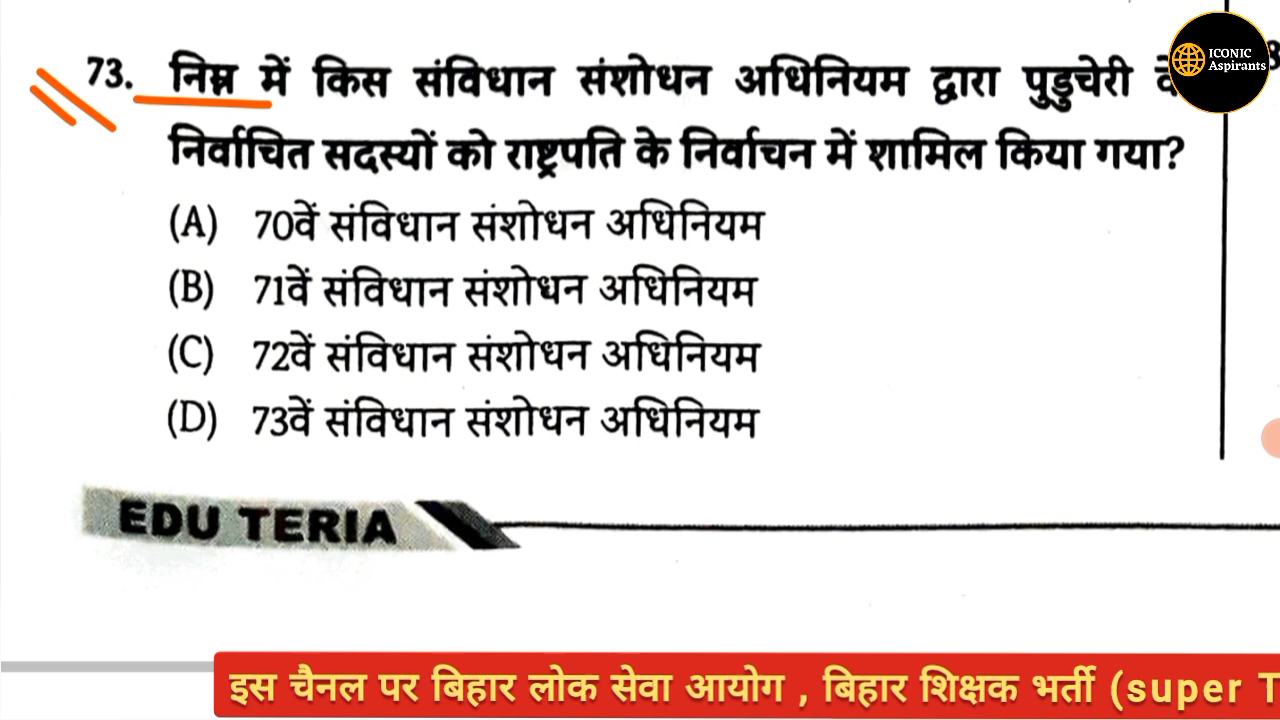 ICONIC
Aspirants
73. निम्न में किस संविधान संशोधन अधिनियम द्वारा पुडुचेरी
निर्वाचित सदस्यों को राष्ट्रपति के निर्वाचन में शामिल किया गया?
(A) 70वें संविधान संशोधन अधिनियम
(B) 71वें संविधान संशोधन अधिनियम
(C) 72वें संविधान संशोधन अधिनियम
(D) 73वें संविधान संशोधन अधिनियम
EDU TERIA
इस चैनल पर बिहार लोक सेवा आयोग , बिहार शिक्षक भर्ती (super T